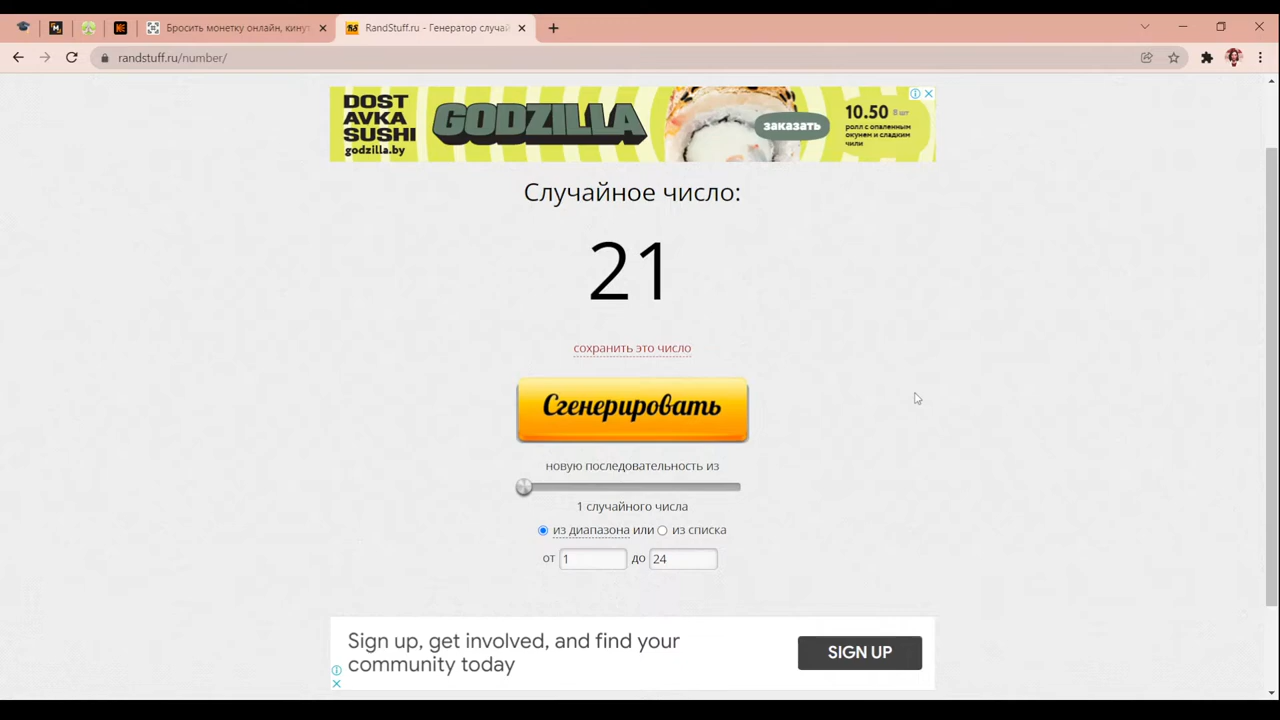 Бросить монетку онлайн, кинут
RandStuff.ru - Генератор случай
randstuff.ru/number/
DOST
AVKA
SUSHI
godzilla.by
GODZILLA
заказать
10.50 8 шт
ролл с опаленным
окунем и сладким
чили
Случайное число:
21
сохранить это число
Сгенерировать
новую последовательность из
1 случайного числа
из диапазона или из списка
от 1 до 24
Sign up, get involved, and find your
community today
SIGN UP